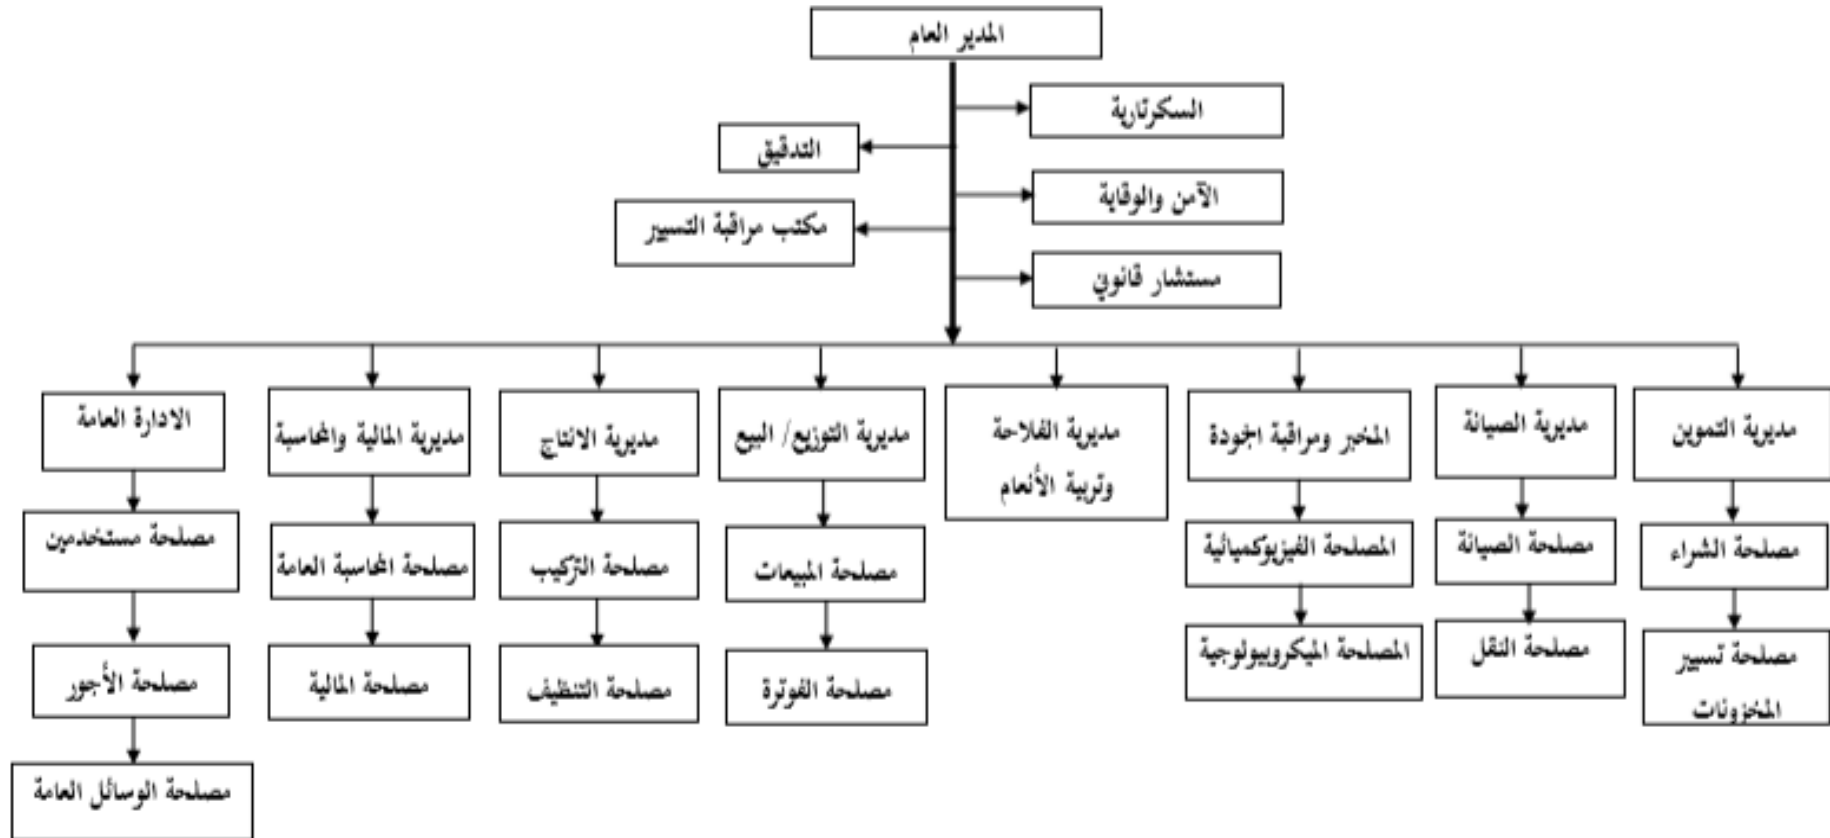 المدير العام
السكرتارية
التدقيق
الآمن والوقاية
مكتب مراقبة التسيير
مستشار قانوني
مديرية التموين
مديرية الصيانة
المخبر ومراقبة الجودة
مديرية الفلاحة
وتربية الأنعام
مديرية التوزيع/ البيع
مديرية الانتاج
مديرية المالية والمحاسبة
الادارة العامة
مصلحة الشراء
مصلحة الصيانة
المصلحة الفيزيوكميائية
مصلحة المبيعات
مصلحة التركيب
مصلحة المحاسبة العامة
مصلحة مستخدمين
مصلحة تسيير
المخزونات
مصلحة النقل
المصلحة الميكروبيولوجية
مصلحة الفوترة
مصلحة التنظيف
مصلحة المالية
مصلحة الأجور
مصلحة الوسائل العامة